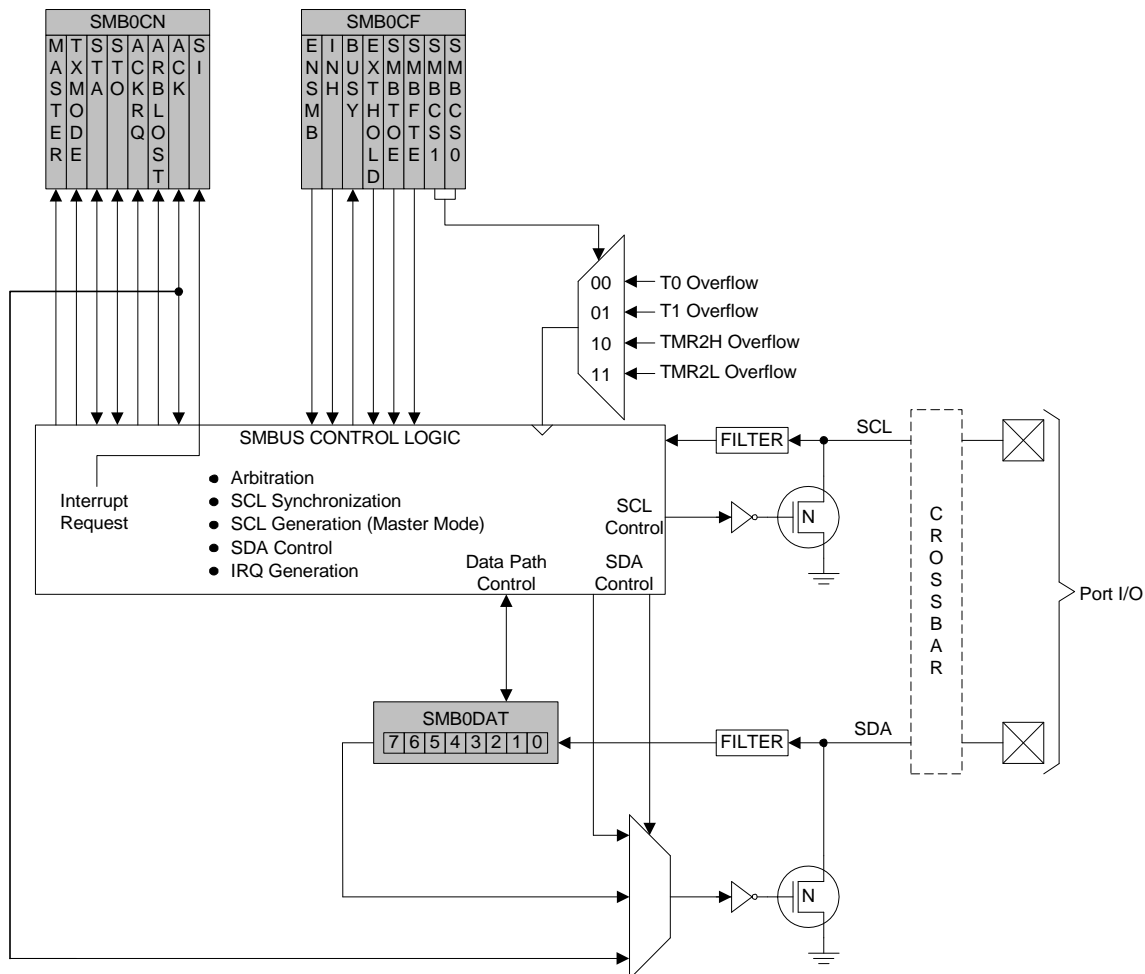 SMB0CN
MASTER
TXMODE
STA
STO
ACKRQ
ARBLOST
ACK
SI
SMB0CF
ENSMB
INH
BUSY
EXTHOLD
SMBTOE
SMBFTE
SMBCS1
SMBCS0
00
01
10
11
T0 Overflow
T1 Overflow
TMR2H Overflow
TMR2L Overflow
SMBUS CONTROL LOGIC
Interrupt
Request
● Arbitration
● SCL Synchronization
● SCL Generation (Master Mode)
● SDA Control
● IRQ Generation
SCL
Control
Data Path
Control
SDA
Control
FILTER
SCL
N
CROSSBAR
Port I/O
SMB0DAT
7 6 5 4 3 2 1 0
FILTER
SDA
N